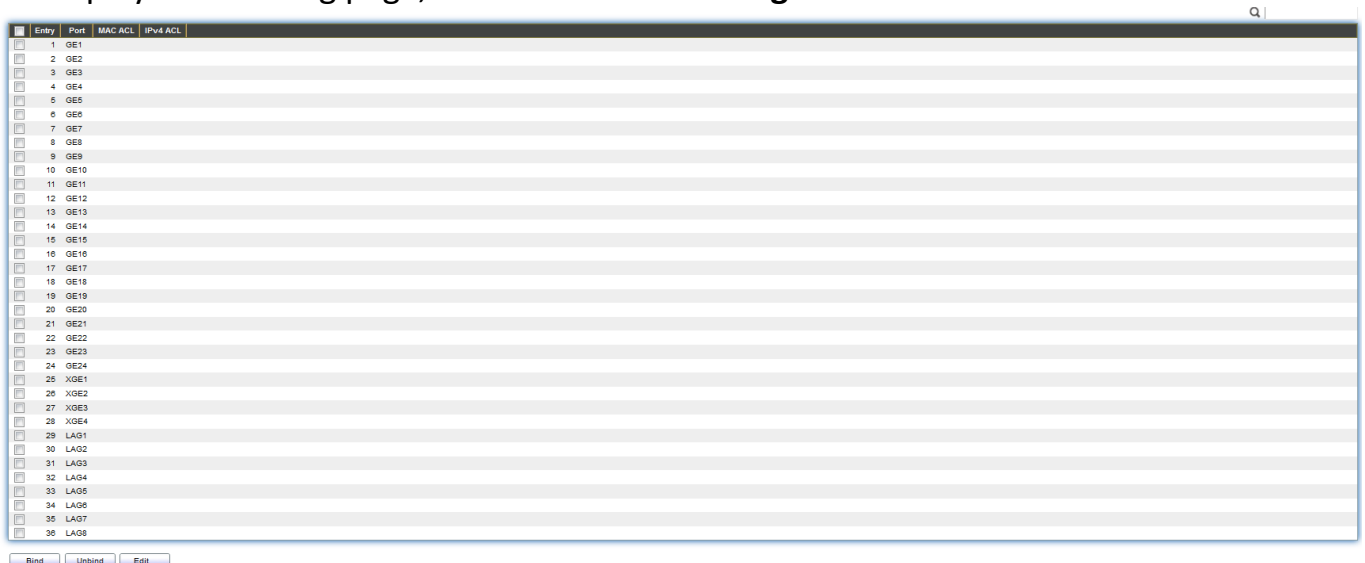 Entry Port MAC ACL IPv4 ACL
1 GE1
2 GE2
3 GE3
4 GE4
5 GE5
6 GE6
7 GE7
8 GE8
9 GE9
10 GE10
11 GE11
12 GE12
13 GE13
14 GE14
15 GE15
16 GE16
17 GE17
18 GE18
19 GE19
20 GE20
21 GE21
22 GE22
23 GE23
24 GE24
25 XGE1
26 XGE2
27 XGE3
28 XGE4
29 LAG1
30 LAG2
31 LAG3
32 LAG4
33 LAG5
34 LAG6
35 LAG7
36 LAG8
Bind Unbind Edit